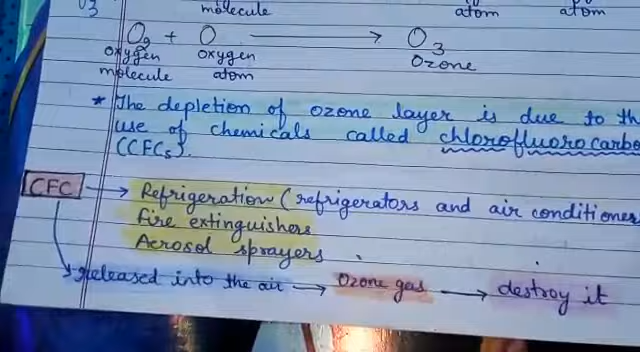 O3 molecule atom atom
O2 + O → O3
oxygen oxygen Ozone
molecule atom
* The depletion of ozone layer is due to th
use of chemicals called chlorofluorocarbo
(CFCs).
CFC → Refrigeration (refrigerators and air conditioner
Fire extinguishers
Aerosol sprayers
released into the air → Ozone gas → destroy it